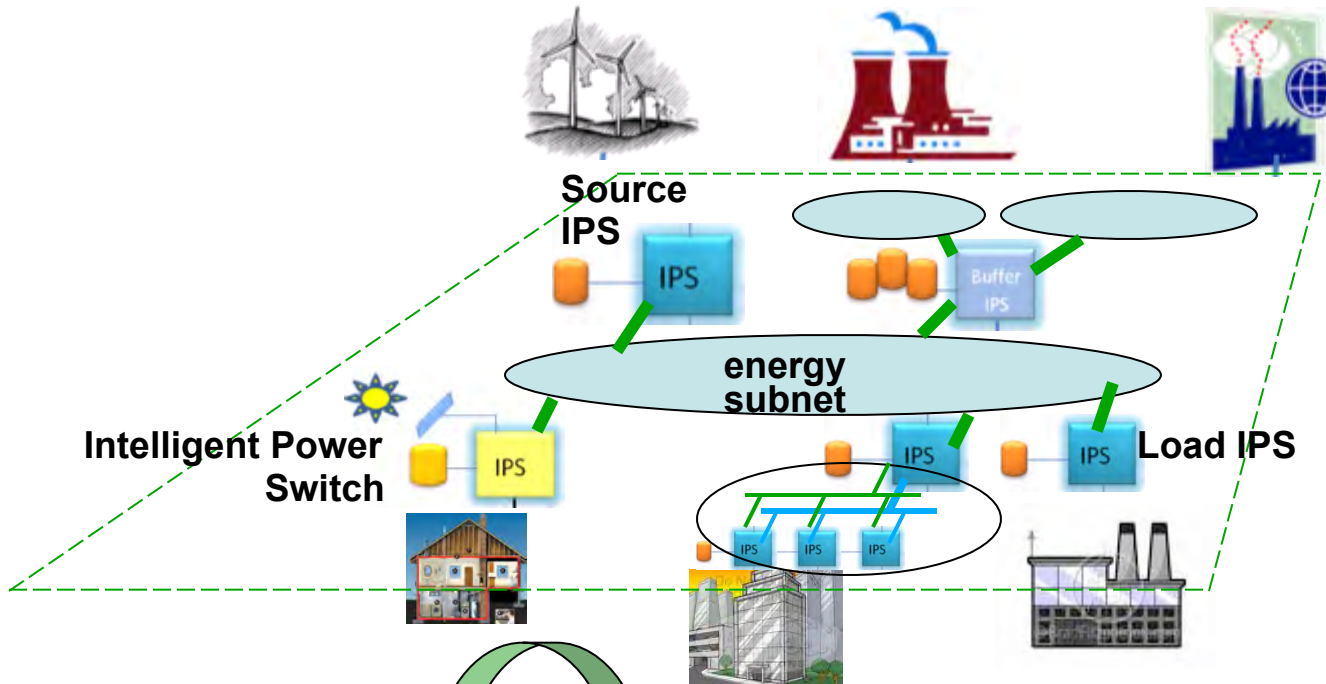 Source
IPS
IPS
Buffer
IPS
energy
subnet
Intelligent Power
Switch
IPS
IPS
IPS
Load IPS
IPS
IPS
IPS